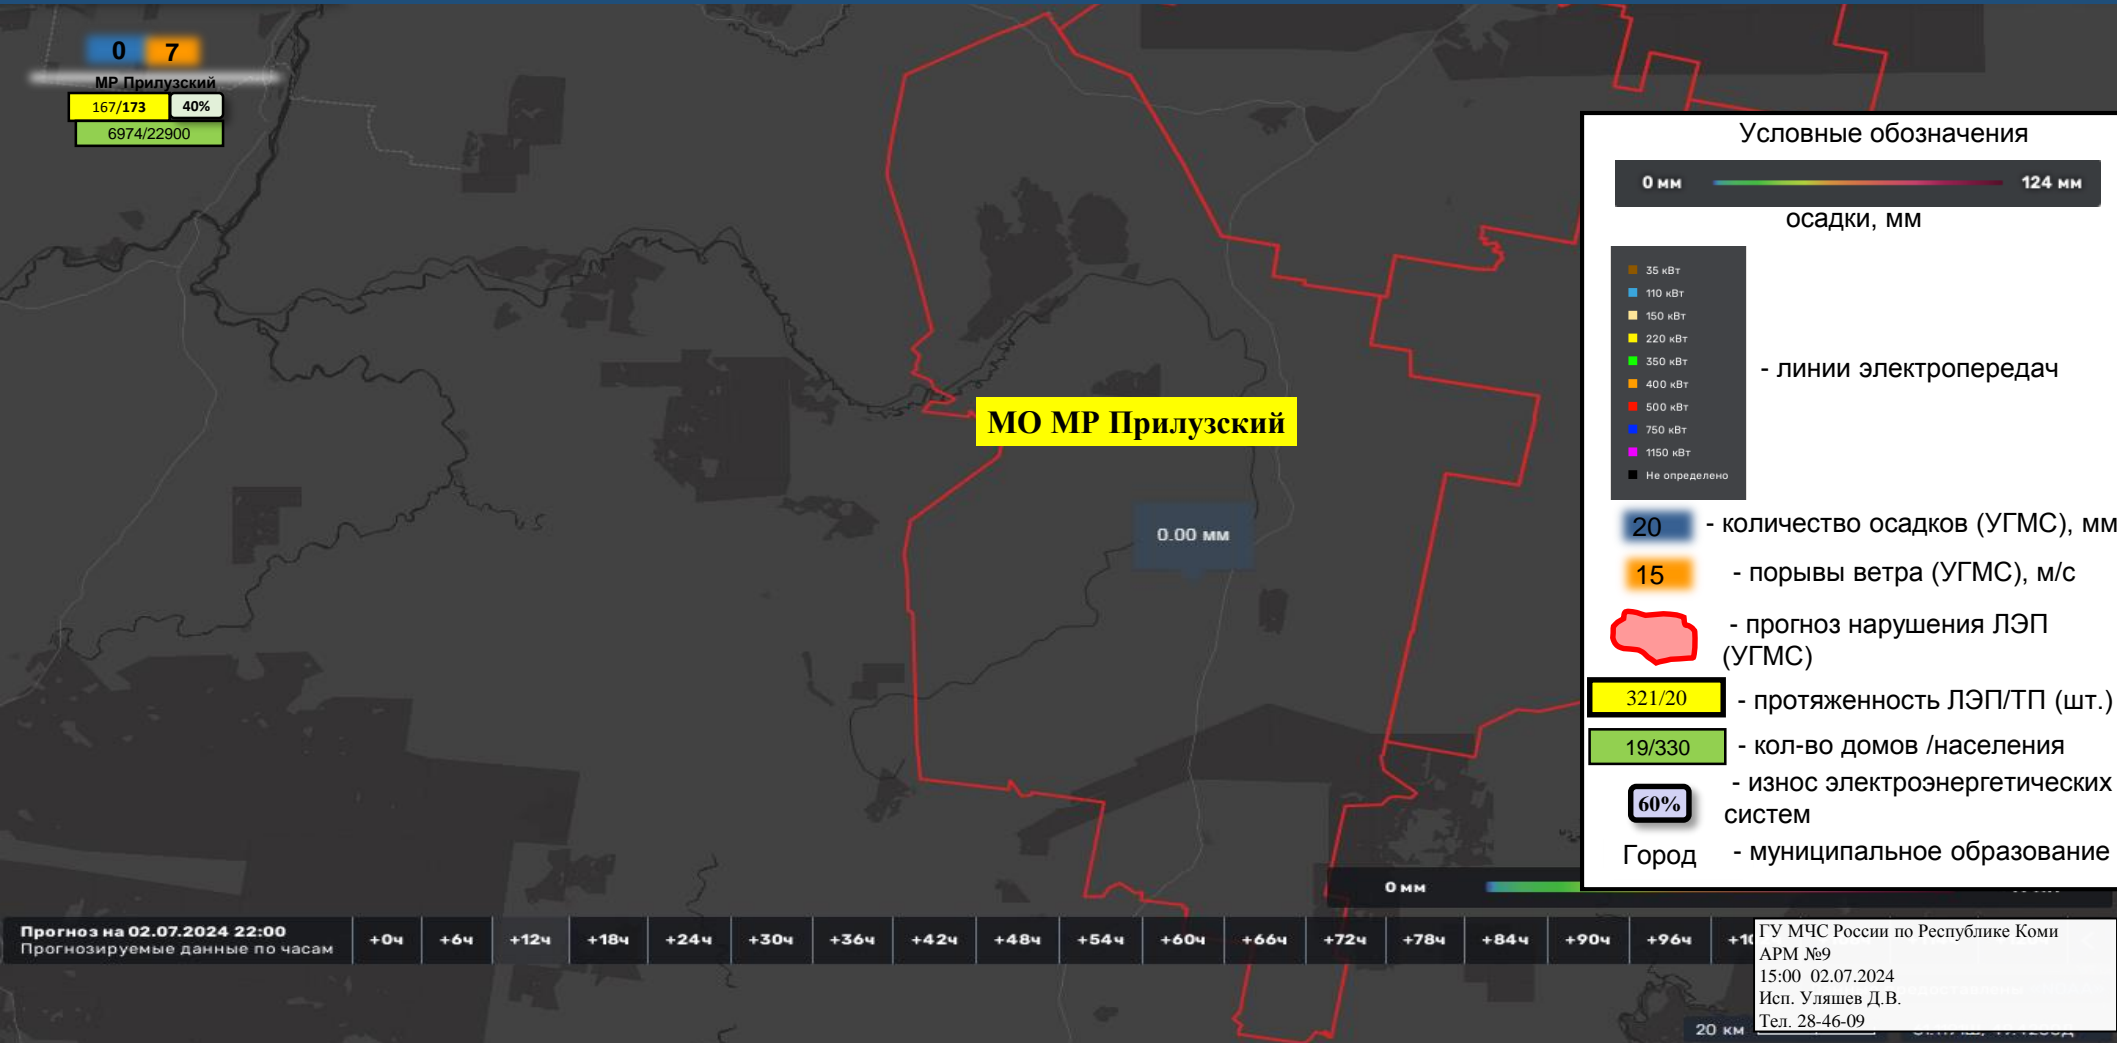 0 7
МР Прилузский
167/173 40%
6974/22900
МО МР Прилузский
0.00 мм
Условные обозначения
0 мм 124 мм
осадки, мм
35 кВт
110 кВт
150 кВт
220 кВт
350 кВт
400 кВт
500 кВт
750 кВт
1150 кВт
Не определено
- линии электропередач
20 - количество осадков (УГМС), мм
15 - порывы ветра (УГМС), м/с
- прогноз нарушения ЛЭП
(УГМС)
321/20 - протяженность ЛЭП/ТП (шт.)
19/330 - кол-во домов /населения
- износ электроэнергетических
60%
систем
Город - муниципальное образование
0 мм
Прогноз на 02.07.2024 22:00
Прогнозируемые данные по часам
+0ч +6ч +12ч +18ч +24ч +30ч +36ч +42ч +48ч +54ч +60ч +66ч +72ч +78ч +84ч +90ч +96ч
ГУ МЧС России по Республике Коми
АРМ №9
15:00 02.07.2024
Исп. Уляшев Д.В.
Тел. 28-46-09
20 км